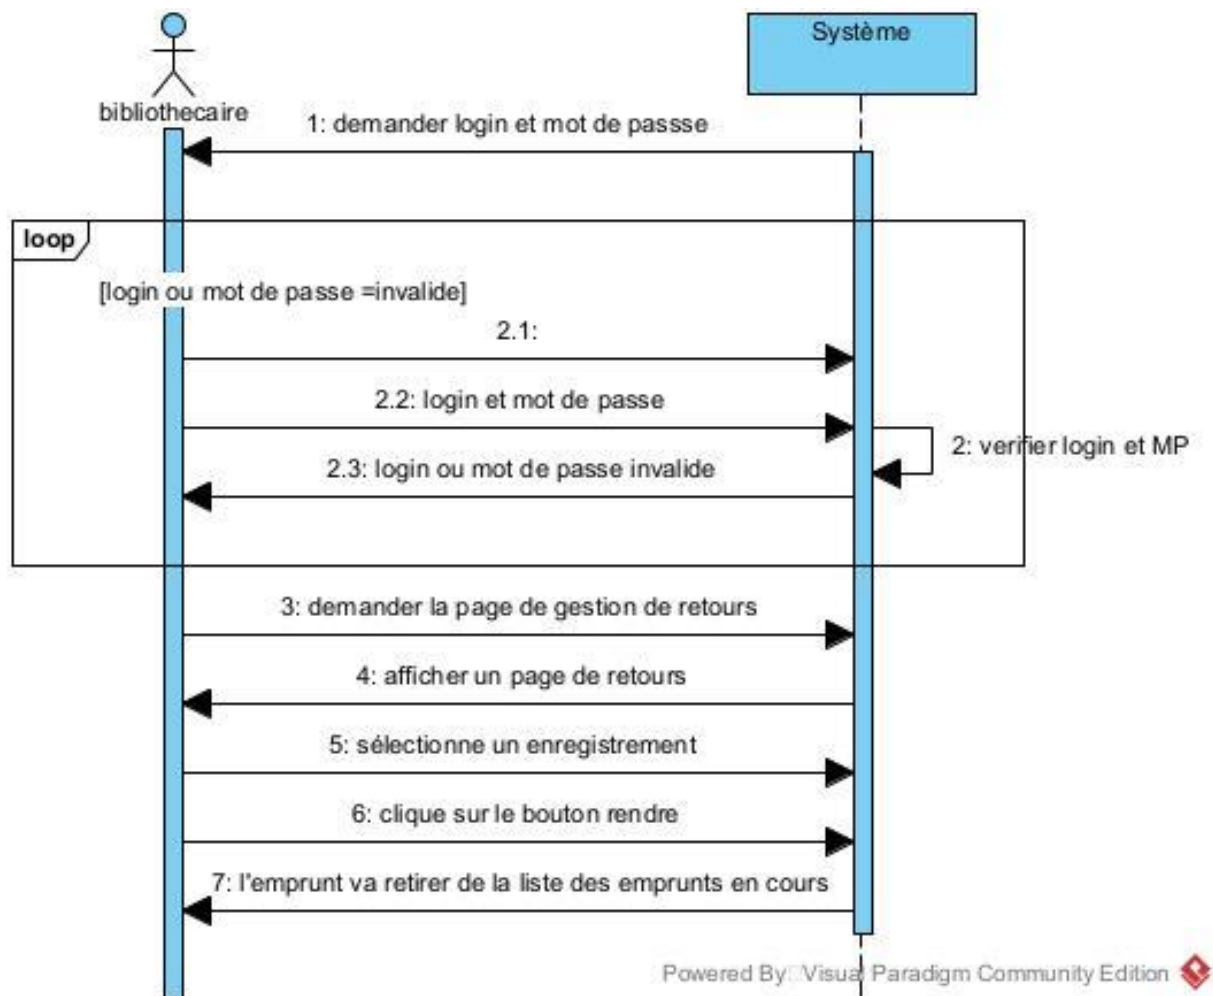 Système
bibliothecaire
1: demander login et mot de passse
loop
[login ou mot de passe =invalide]
2.1:
2.2: login et mot de passe
2: verifier login et MP
2.3: login ou mot de passe invalide
3: demander la page de gestion de retours
4: afficher un page de retours
5: sélectionne un enregistrement
6: clique sur le bouton rendre
7: l'emprunt va retirer de la liste des emprunts en cours
Powered By Visual Paradigm Community Edition